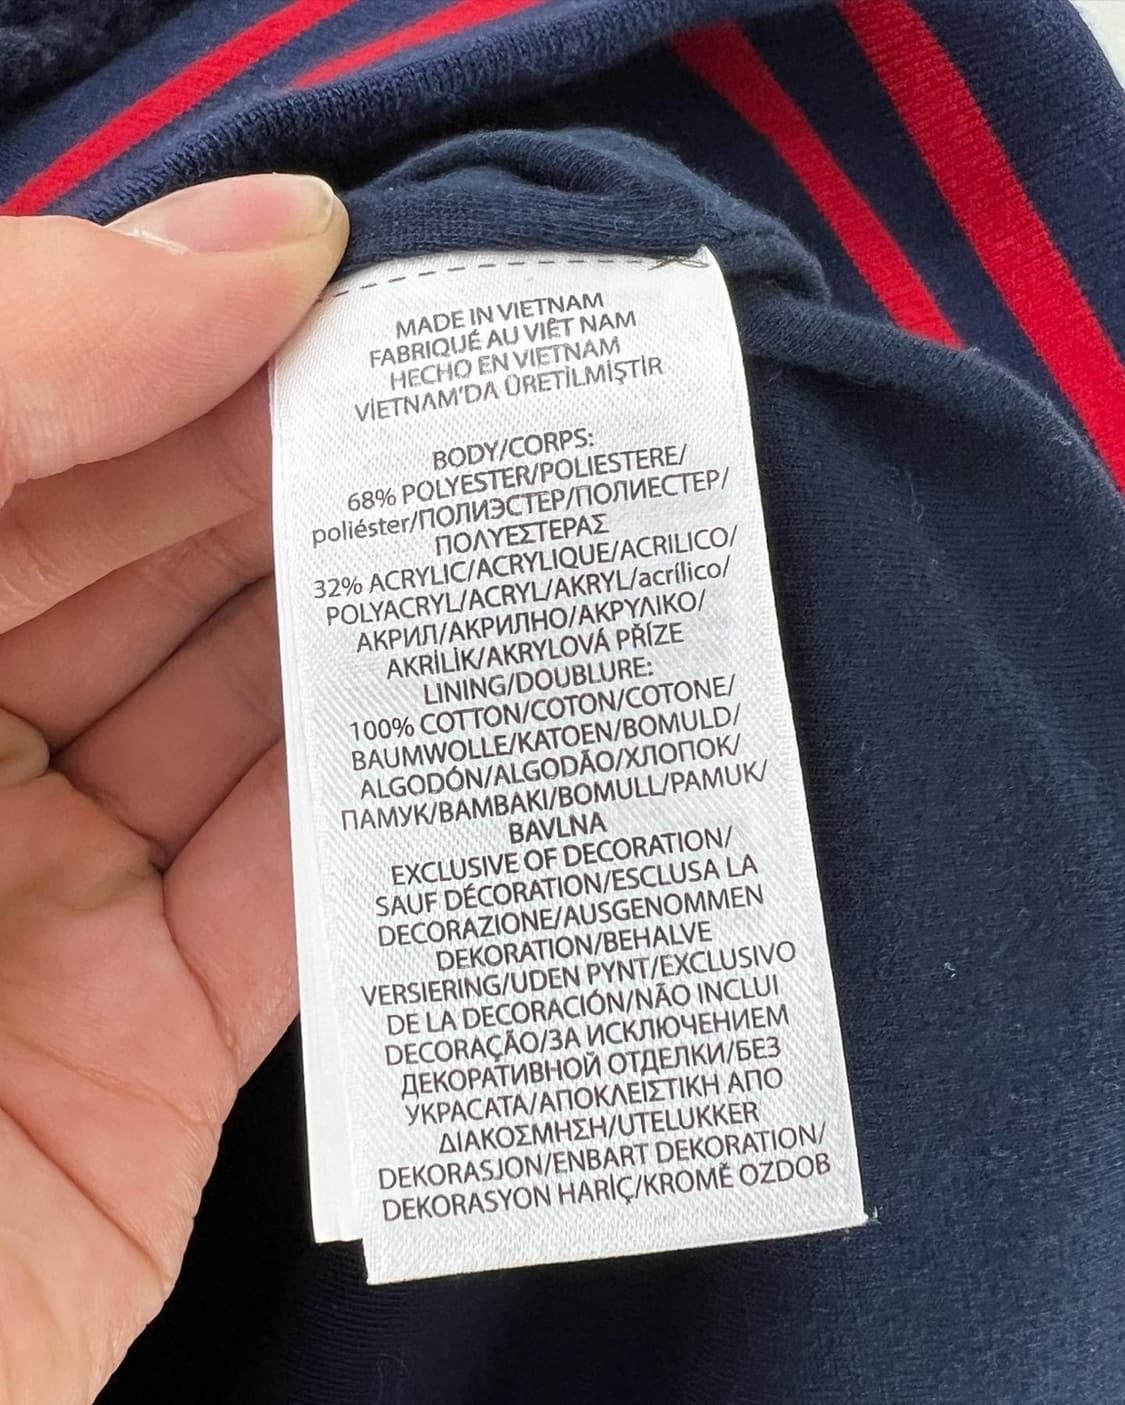 MADE IN VIETNAM
FABRIQUÉ AU VIÊT NAM
HECHO EN VIETNAM
VİETNAM'DA ÜRETİLMİŞTİR
BODY/CORPS:
68% POLYESTER/POLIESTERE/
poliéster/ПОЛИЭСТЕР/ПОЛИЕСТЕР/
ΠΟΛΥΕΣΤΕΡΑΣ
32% ACRYLIC/ACRYLIQUE/ACRILICO/
POLYACRYL/ACRYL/AKRYL/acrílico/
АКРИЛ/АКРИЛНО/ΑΚΡΥΛΙΚΟ/
AKRİLİK/AKRYLOVÁ PŘÍZE
LINING/DOUBLURE:
100% COTTON/COTON/COTONE/
BAUMWOLLE/KATOEN/BOMULD/
ALGODÓN/ALGODÃO/ХЛОПОК/
ПАМУК/BAMBAKI/BOMULL/PAMUK/
BAVLNA
EXCLUSIVE OF DECORATION/
SAUF DÉCORATION/ESCLUSA LA
DECORAZIONE/AUSGENOMMEN
DEKORATION/BEHALVE
VERSIERING/UDEN PYNT/EXCLUSIVO
DE LA DECORACIÓN/NÃO INCLUI
DECORAÇÃO/ЗА ИСКЛЮЧЕНИЕМ
ДЕКОРАТИВНОЙ ОТДЕЛКИ/БЕЗ
УКРАСАТА/ΑΠΟΚΛΕΙΣΤΙΚΗ ΑΠΟ
ΔΙΑΚΟΣΜΗΣΗ/UTELUKKER
DEKORASJON/ENBART DEKORATION/
DEKORASYON HARİÇ/KROMĚ OZDOB